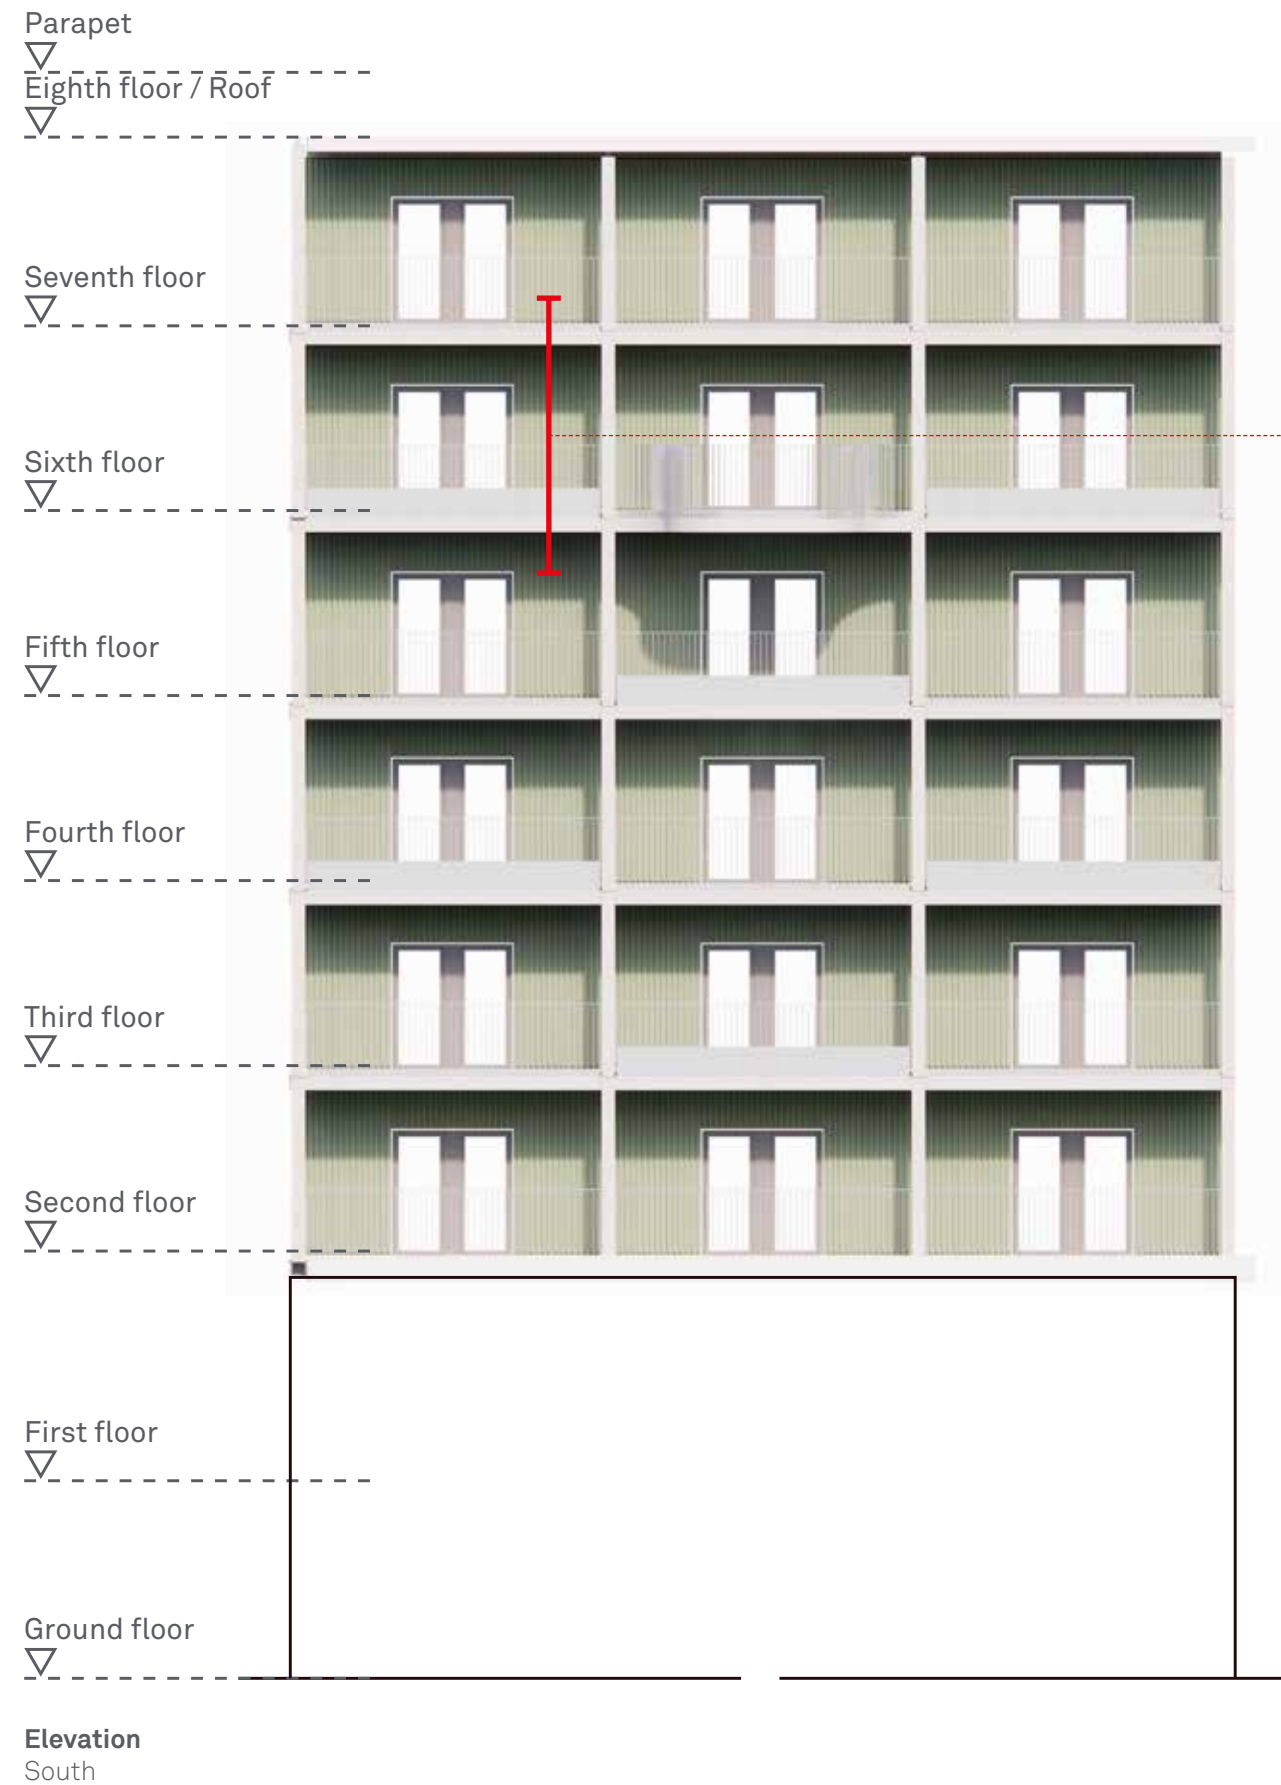 Parapet
Eighth floor / Roof
Seventh floor
Sixth floor
Fifth floor
Fourth floor
Third floor
Second floor
First floor
Ground floor
Elevation
South